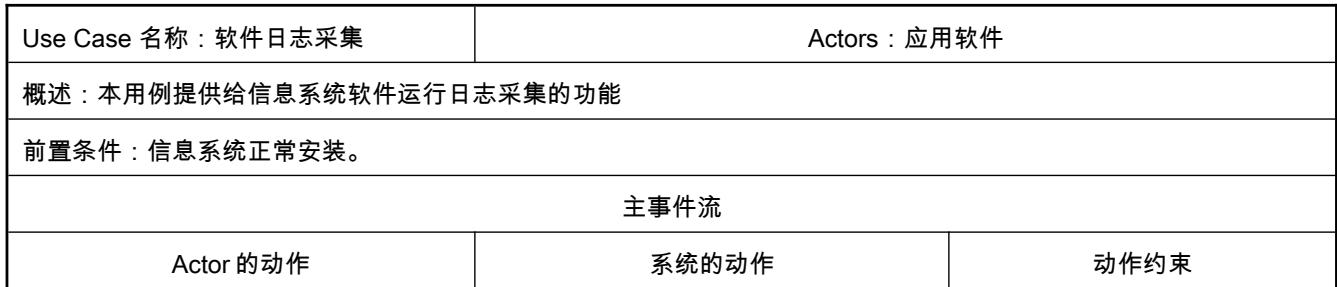 Use Case 名称：软件日志采集
Actors：应用软件
概述：本用例提供给信息系统软件运行日志采集的功能
前置条件：信息系统正常安装。
主事件流
Actor 的动作
系统的动作
动作约束